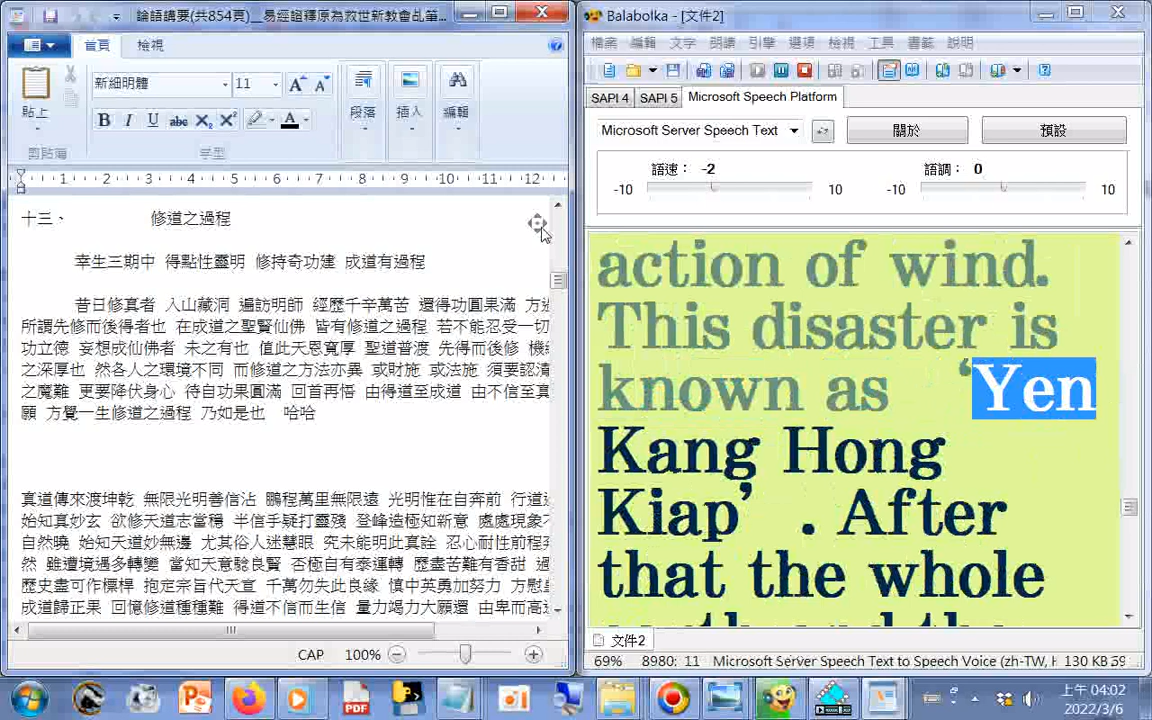 論語講要(共854頁)__易經證釋原為救世新教會乩筆...
首頁 檢視
貼上
新細明體 11
B I U abc X₂ X² A
段落 插入 編輯
剪貼簿 字型
1 2 3 4 5 6 7 8 9 10 11 12
十三、 修道之過程
幸生三期中 得點性靈明 修持奇功建 成道有過程
昔日修真者 入山藏洞 遍訪明師 經歷千辛萬苦 還得功圓果滿 方
所謂先修而後得者也 在成道之聖賢仙佛 皆有修道之過程 若不能忍受一切
功立德 妄想成仙佛者 未之有也 值此天恩寬厚 聖道普渡 先得而後修 機
之深厚也 然各人之環境不同 而修道之方法亦異 或財施 或法施 須要認
之魔難 更要降伏身心 待自功果圓滿 回首再悟 由得道至成道 由不信至真
願 方覺一生修道之過程 乃如是也 哈哈
真道傳來渡坤乾 無限光明善信沾 鵬程萬里無限遠 光明惟在自奔前 行道
始知真妙玄 欲修天道志當穩 半信乎疑打靈殘 登峰造極知新意 處處現象
自然曉 始知天道妙無邊 尤其俗人迷慧眼 究未能明此真詮 忍心耐性前程
然 雖遭境遇多轉變 當知天意驗良賢 否極自有泰運轉 歷盡苦難有香甜
歷史盡可作標桿 抱定宗旨代天宣 千萬勿失此良緣 慎中英勇加努力 方慰
成道歸正果 回憶修道種種難 得道不信而生信 量力竭力大願還 由卑而高
CAP 100%
Balabolka - [文件2]
檔案 編輯 文字 朗讀 引擎 選項 檢視 工具 書籤 說明
SAPI 4 SAPI 5 Microsoft Speech Platform
Microsoft Server Speech Text 關於 預設
語速： -2 語調： 0
-10 10 -10 10
action of wind.
This disaster is
known as ‘Yen
Kang Hong
Kiap’ . After
that the whole
文件2
69% 8980: 11 Microsoft Server Speech Text to Speech Voice (zh-TW, H 130 KB
上午 04:02
2022/3/6